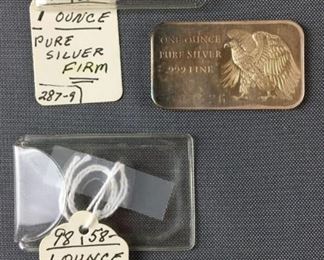 1 OUNCE
PURE
SILVER
FIRM
287-9
ONE OUNCE
PURE SILVER
.999 FINE
98 58-
1 OUNCE